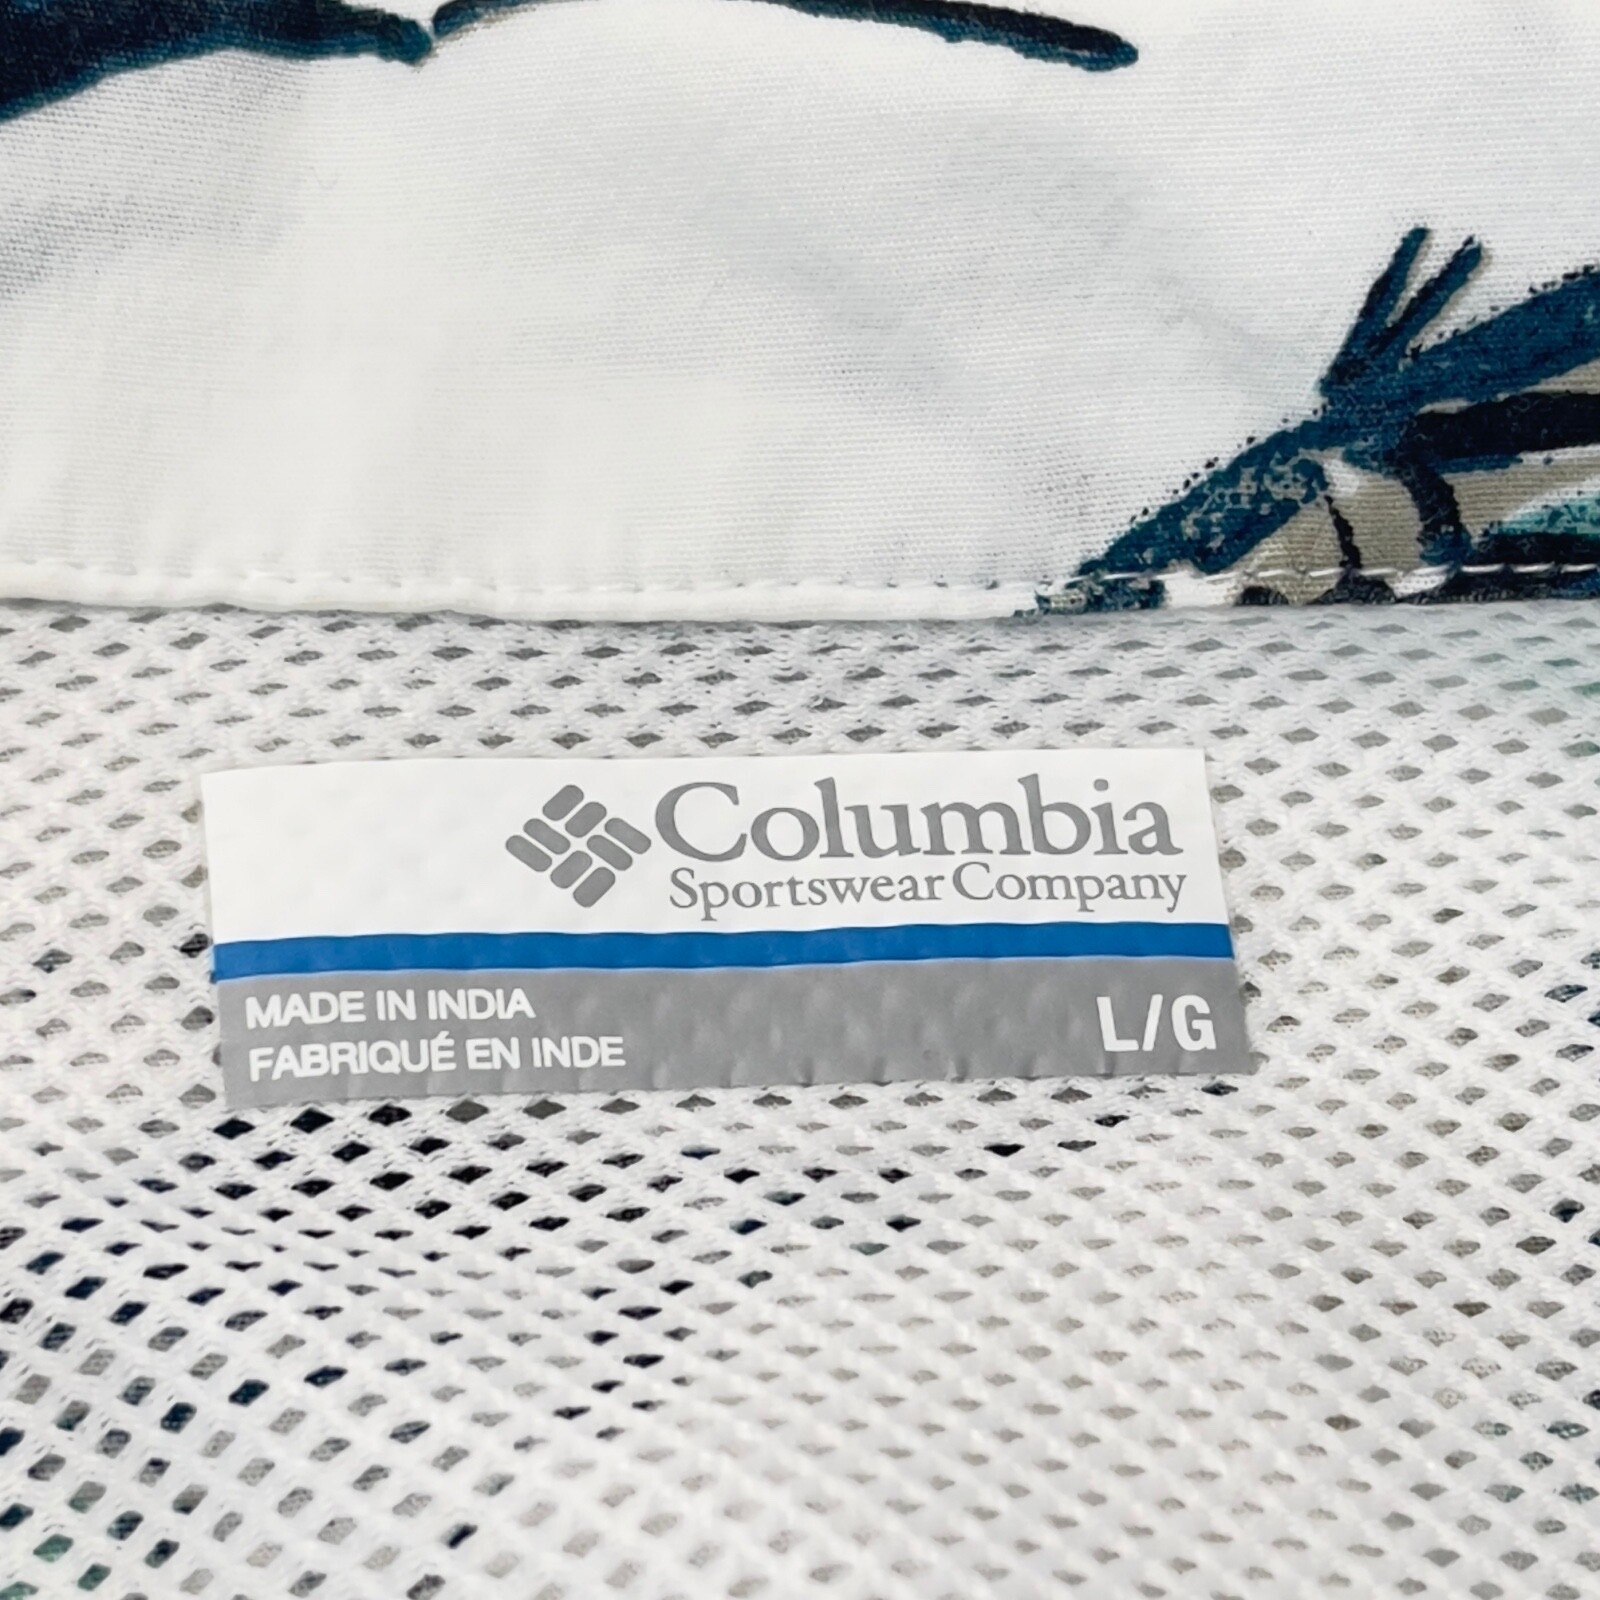 Columbia
Sportswear Company
MADE IN INDIA
FABRIQUÉ EN INDE
L/G